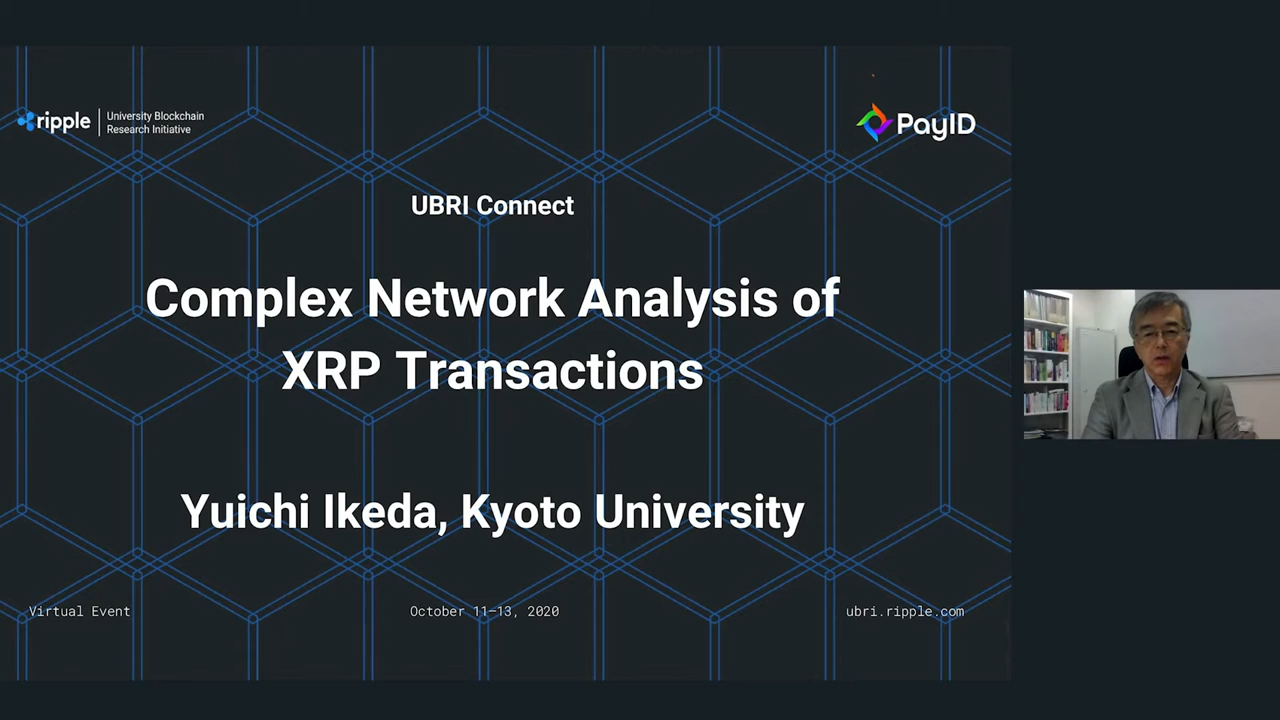 ripple
University Blockchain
Research Initiative
PayID
UBRI Connect
Complex Network Analysis of
XRP Transactions
Yuichi Ikeda, Kyoto University
Virtual Event
October 11–13, 2020
ubri.ripple.com